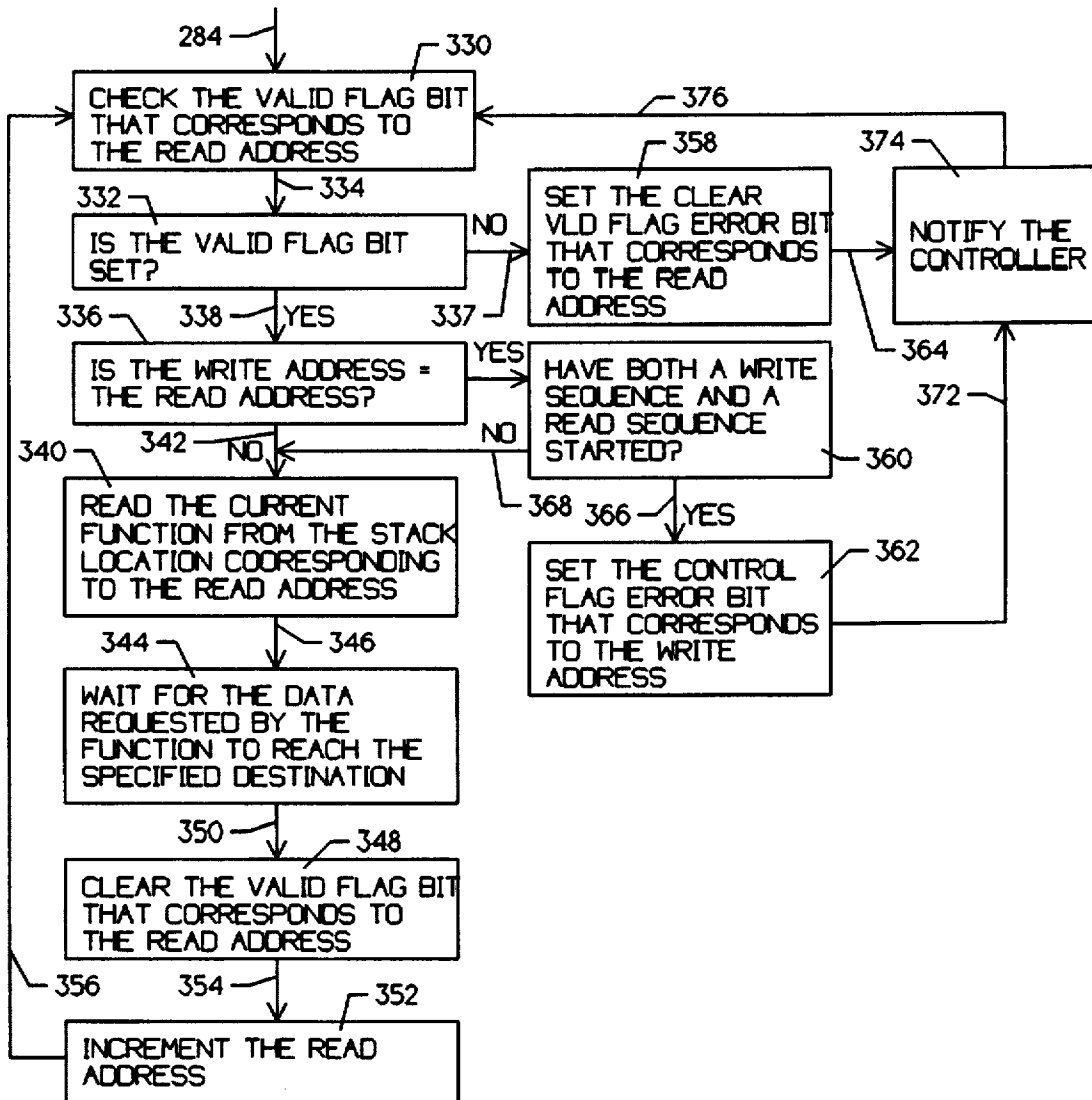 284
330
CHECK THE VALID FLAG BIT
THAT CORRESPONDS TO
THE READ ADDRESS
376
374
334
332
358
IS THE VALID FLAG BIT
SET?
NO
SET THE CLEAR
VLD FLAG ERROR BIT
THAT CORRESPONDS
TO THE READ
ADDRESS
NOTIFY THE
CONTROLLER
336
338
YES
337
364
IS THE WRITE ADDRESS =
THE READ ADDRESS?
YES
HAVE BOTH A WRITE
SEQUENCE AND A
READ SEQUENCE
STARTED?
372
342
NO
NO
360
340
368
366
YES
READ THE CURRENT
FUNCTION FROM THE STACK
LOCATION COORESPONDING
TO THE READ ADDRESS
362
SET THE CONTROL
FLAG ERROR BIT
THAT CORRESPONDS
TO THE WRITE
ADDRESS
344
346
WAIT FOR THE DATA
REQUESTED BY THE
FUNCTION TO REACH THE
SPECIFIED DESTINATION
350
348
CLEAR THE VALID FLAG BIT
THAT CORRESPONDS TO
THE READ ADDRESS
356
354
352
INCREMENT THE READ
ADDRESS